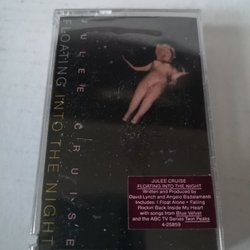 JULEE CRUISE
FLOATING INTO THE NIGHT
JULEE CRUISE
FLOATING INTO THE NIGHT
Written and Produced by
David Lynch and Angelo Badalamenti
Includes: I Float Alone • Falling
Rockin' Back Inside My Heart
with songs from Blue Velvet
and the ABC TV Series Twin Peaks
4-25859